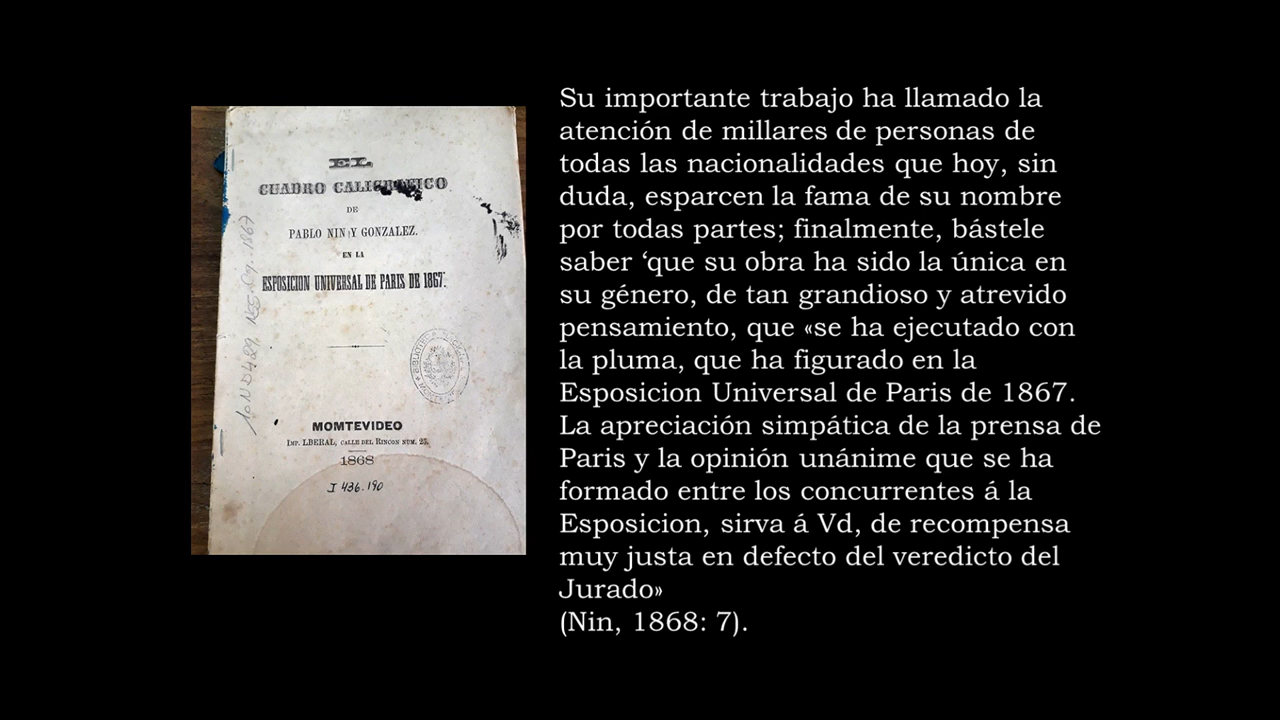 EL
CUADRO CALIGRAFICO
DE
PABLO NIN Y GONZALEZ.
EN LA
ESPOSICION UNIVERSAL DE PARIS DE 1867.
MOMTEVIDEO
IMP. LBERAL, CALLE DEL RINCON NUM. 25.
1868
I 436.190
Su importante trabajo ha llamado la
atención de millares de personas de
todas las nacionalidades que hoy, sin
duda, esparcen la fama de su nombre
por todas partes; finalmente, bástele
saber ‘que su obra ha sido la única en
su género, de tan grandioso y atrevido
pensamiento, que «se ha ejecutado con
la pluma, que ha figurado en la
Esposicion Universal de Paris de 1867.
La apreciación simpática de la prensa de
Paris y la opinión unánime que se ha
formado entre los concurrentes á la
Esposicion, sirva á Vd, de recompensa
muy justa en defecto del veredicto del
Jurado»
(Nin, 1868: 7).